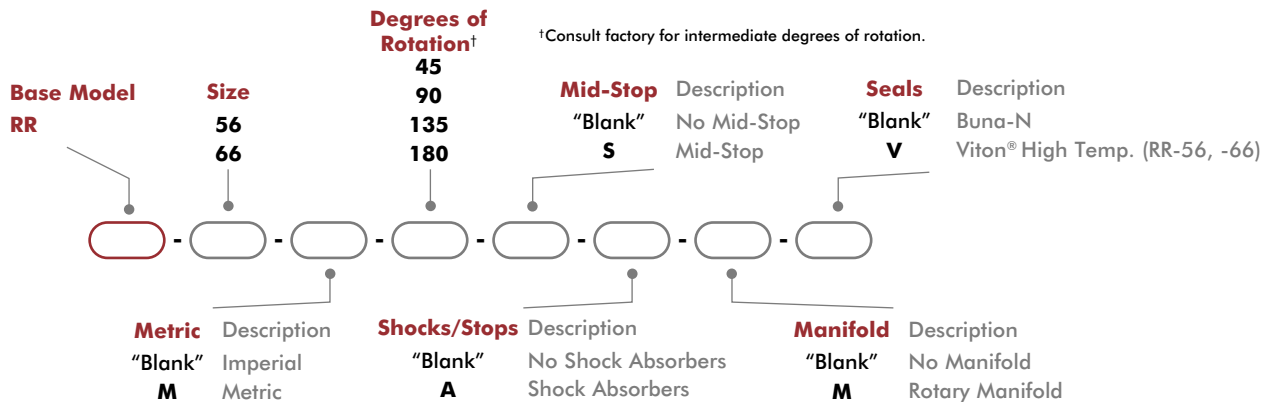 Degrees of
Rotation†
45
90
135
180
†Consult factory for intermediate degrees of rotation.
Base Model
RR
Size
56
66
Mid-Stop Description
"Blank" No Mid-Stop
S Mid-Stop
Seals Description
"Blank" Buna-N
V Viton® High Temp. (RR-56, -66)
- - - - - - -
Metric Description
"Blank" Imperial
M Metric
Shocks/Stops Description
"Blank" No Shock Absorbers
A Shock Absorbers
Manifold Description
"Blank" No Manifold
M Rotary Manifold